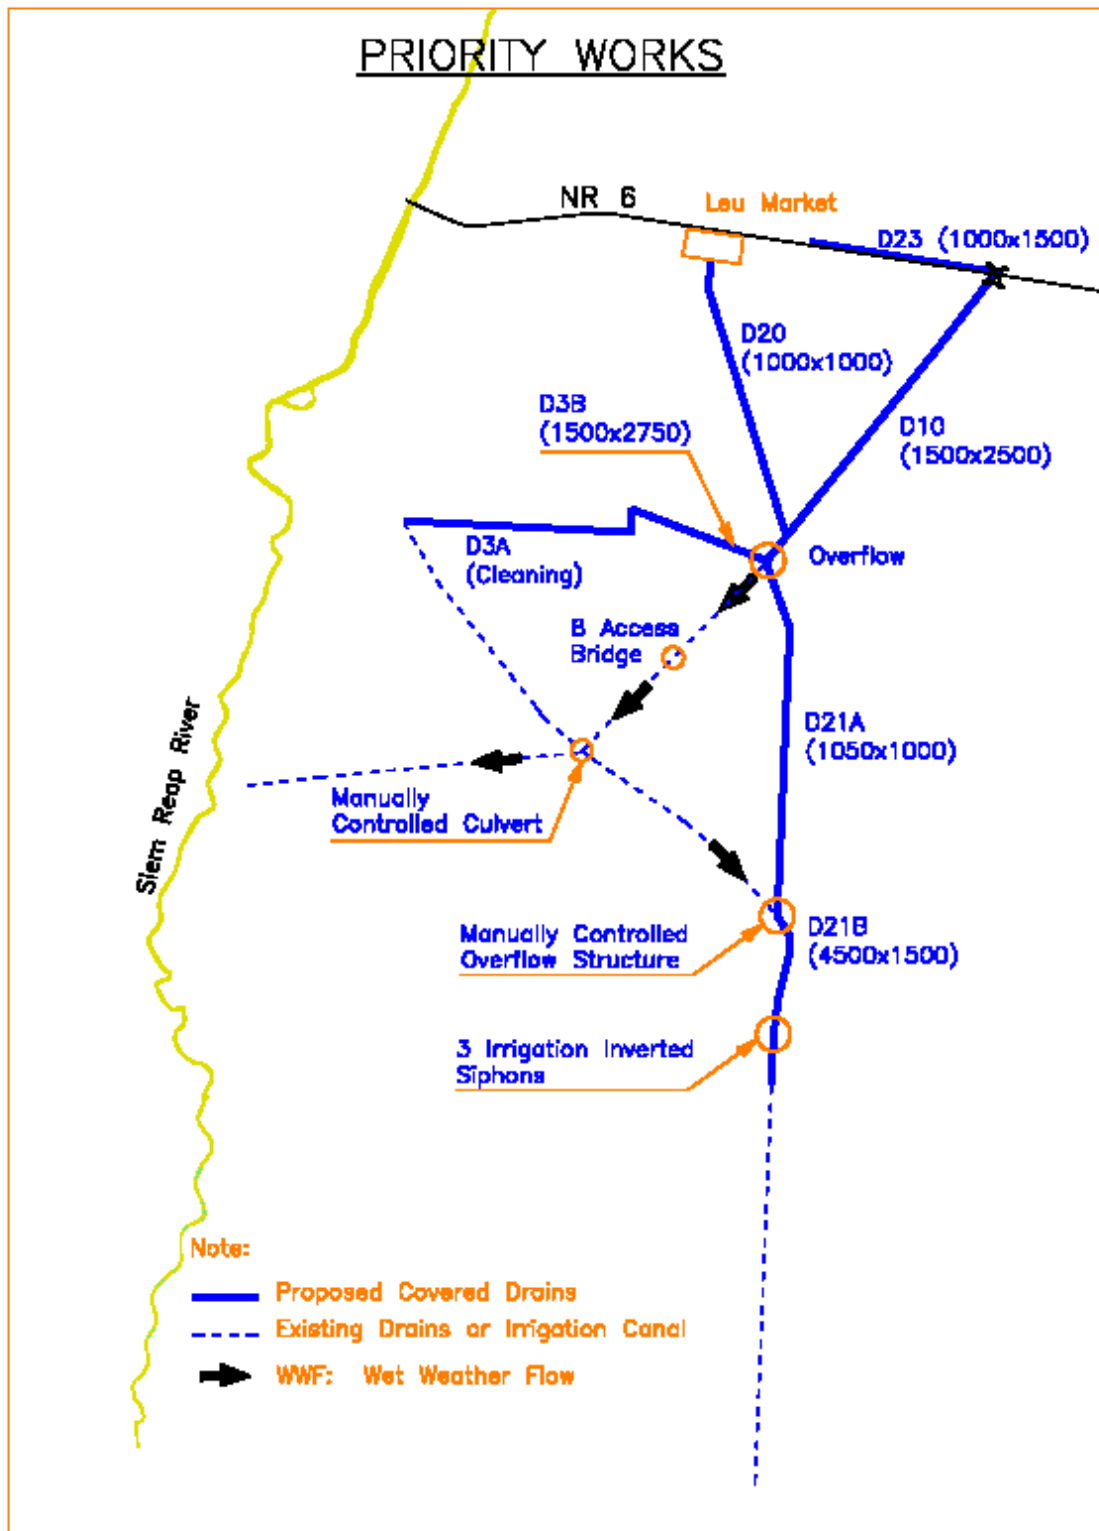 PRIORITY WORKS
NR 6
Leu Market
D23 (1000x1500)
D20
(1000x1000)
D3B
(1500x2750)
D10
(1500x2500)
D3A
(Cleaning)
Overflow
B Access
Bridge
D21A
(1050x1000)
Siem Reap River
Manually
Controlled Culvert
Manually Controlled
Overflow Structure
D21B
(4500x1500)
3 Irrigation Inverted
Siphons
Note:
Proposed Covered Drains
Existing Drains or Irrigation Canal
WWF: Wet Weather Flow